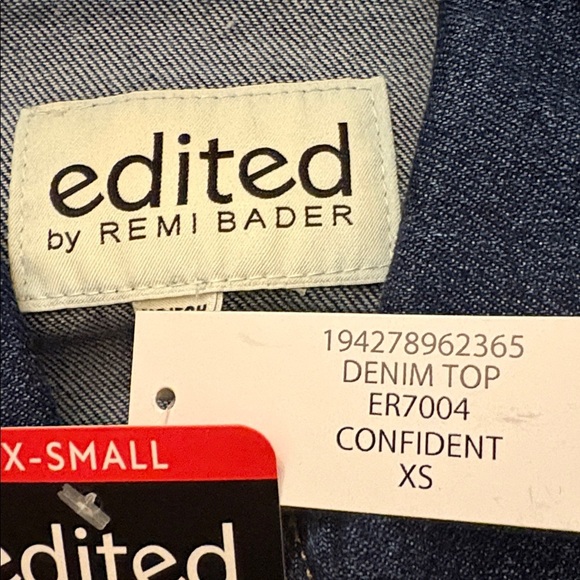 edited
by REMI BADER
194278962365
DENIM TOP
ER7004
CONFIDENT
XS
X-SMALL
edited